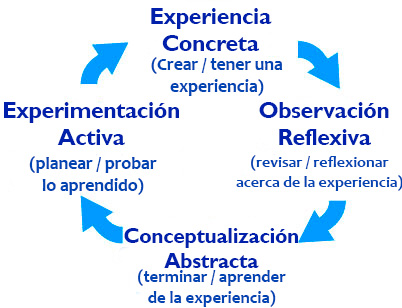 Experiencia
Concreta
(Crear / tener una
experiencia)
Observación
Reflexiva
(revisar / reflexionar
acerca de la experiencia)
Conceptualización
Abstracta
(terminar / aprender
de la experiencia)
Experimentación
Activa
(planear / probar
lo aprendido)